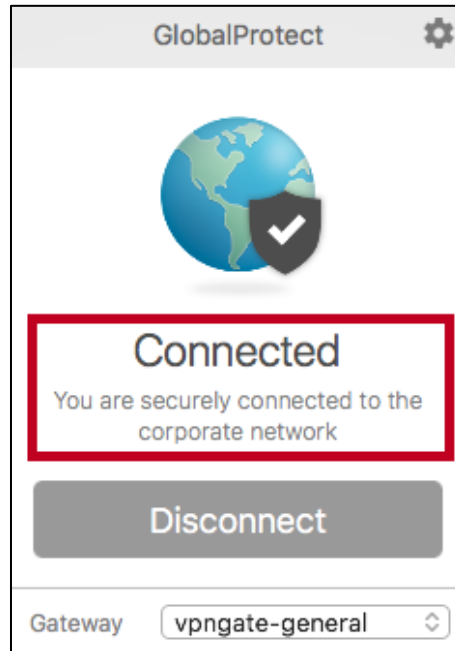 GlobalProtect
Connected
You are securely connected to the
corporate network
Disconnect
Gateway vpngate-general